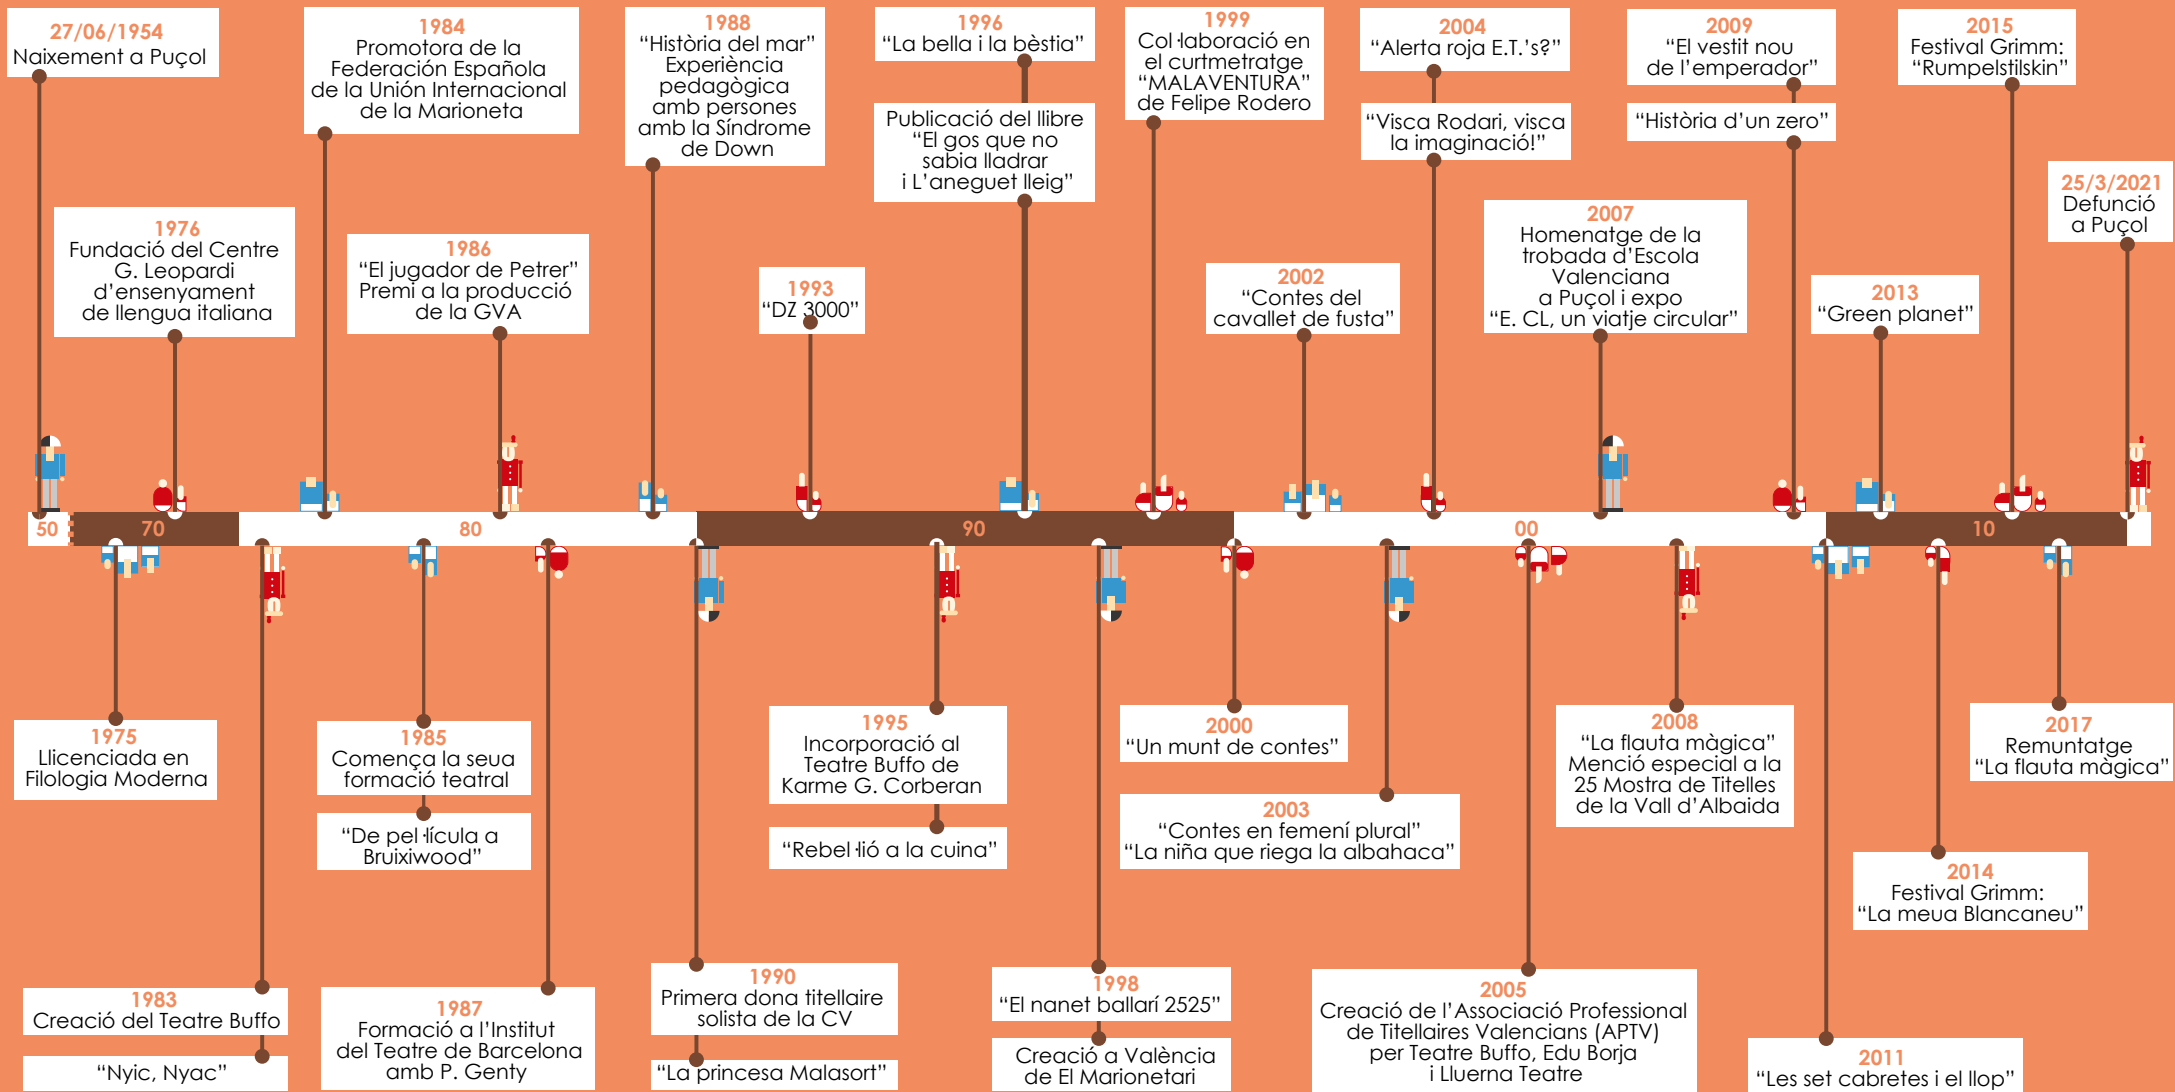 27/06/1954
Naixement a Puçol
1984
Promotora de la
Federación Española
de la Unión Internacional
de la Marioneta
1988
“Història del mar”
Experiència
pedagògica
amb persones
amb la Síndrome
de Down
1996
“La bella i la bèstia”
Publicació del llibre
“El gos que no
sabia lladrar
i L’aneguet lleig”
1999
Col·laboració en
el curtmetratge
“MALAVENTURA”
de Felipe Rodero
2004
“Alerta roja E.T.’s?”
“Visca Rodari, visca
la imaginació!”
2009
“El vestit nou
de l’emperador”
“Història d’un zero”
2015
Festival Grimm:
“Rumpelstilskin”
25/3/2021
Defunció
a Puçol
1976
Fundació del Centre
G. Leopardi
d’ensenyament
de llengua italiana
1986
“El jugador de Petrer”
Premi a la producció
de la GVA
1993
“DZ 3000”
2002
“Contes del
cavallet de fusta”
2007
Homenatge de la
trobada d’Escola
Valenciana
a Puçol i expo
“E. CL, un viatje circular”
2013
“Green planet”
50
70
80
90
00
10
1975
Llicenciada en
Filologia Moderna
1985
Comença la seua
formació teatral
“De pel·lícula a
Bruixiwood”
1995
Incorporació al
Teatre Buffo de
Karme G. Corberan
“Rebel·lió a la cuina”
2000
“Un munt de contes”
2003
“Contes en femení plural”
“La niña que riega la albahaca”
2008
“La flauta màgica”
Menció especial a la
25 Mostra de Titelles
de la Vall d’Albaida
2017
Remuntatge
“La flauta màgica”
2014
Festival Grimm:
“La meua Blancaneu”
1983
Creació del Teatre Buffo
“Nyic, Nyac”
1987
Formació a l’Institut
del Teatre de Barcelona
amb P. Genty
1990
Primera dona titellaire
solista de la CV
“La princesa Malasort”
1998
“El nanet ballarí 2525”
Creació a València
de El Marionetari
2005
Creació de l’Associació Professional
de Titellaires Valencians (APTV)
per Teatre Buffo, Edu Borja
i Lluerna Teatre
2011
“Les set cabretes i el llop”